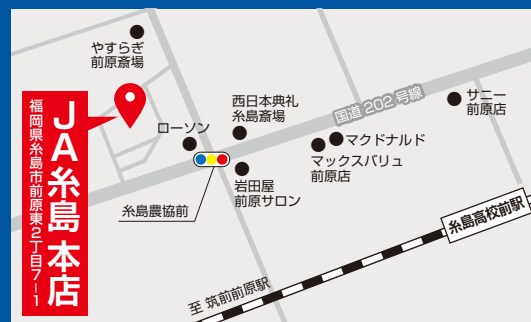 やすらぎ
前原斎場
JA糸島 本店
福岡県糸島市前原東2丁目7-1
ローソン
西日本典礼
糸島斎場
国道202号線
サニー
前原店
マクドナルド
マックスバリュ
前原店
岩田屋
前原サロン
糸島農協前
糸島高校前駅
至 筑前前原駅